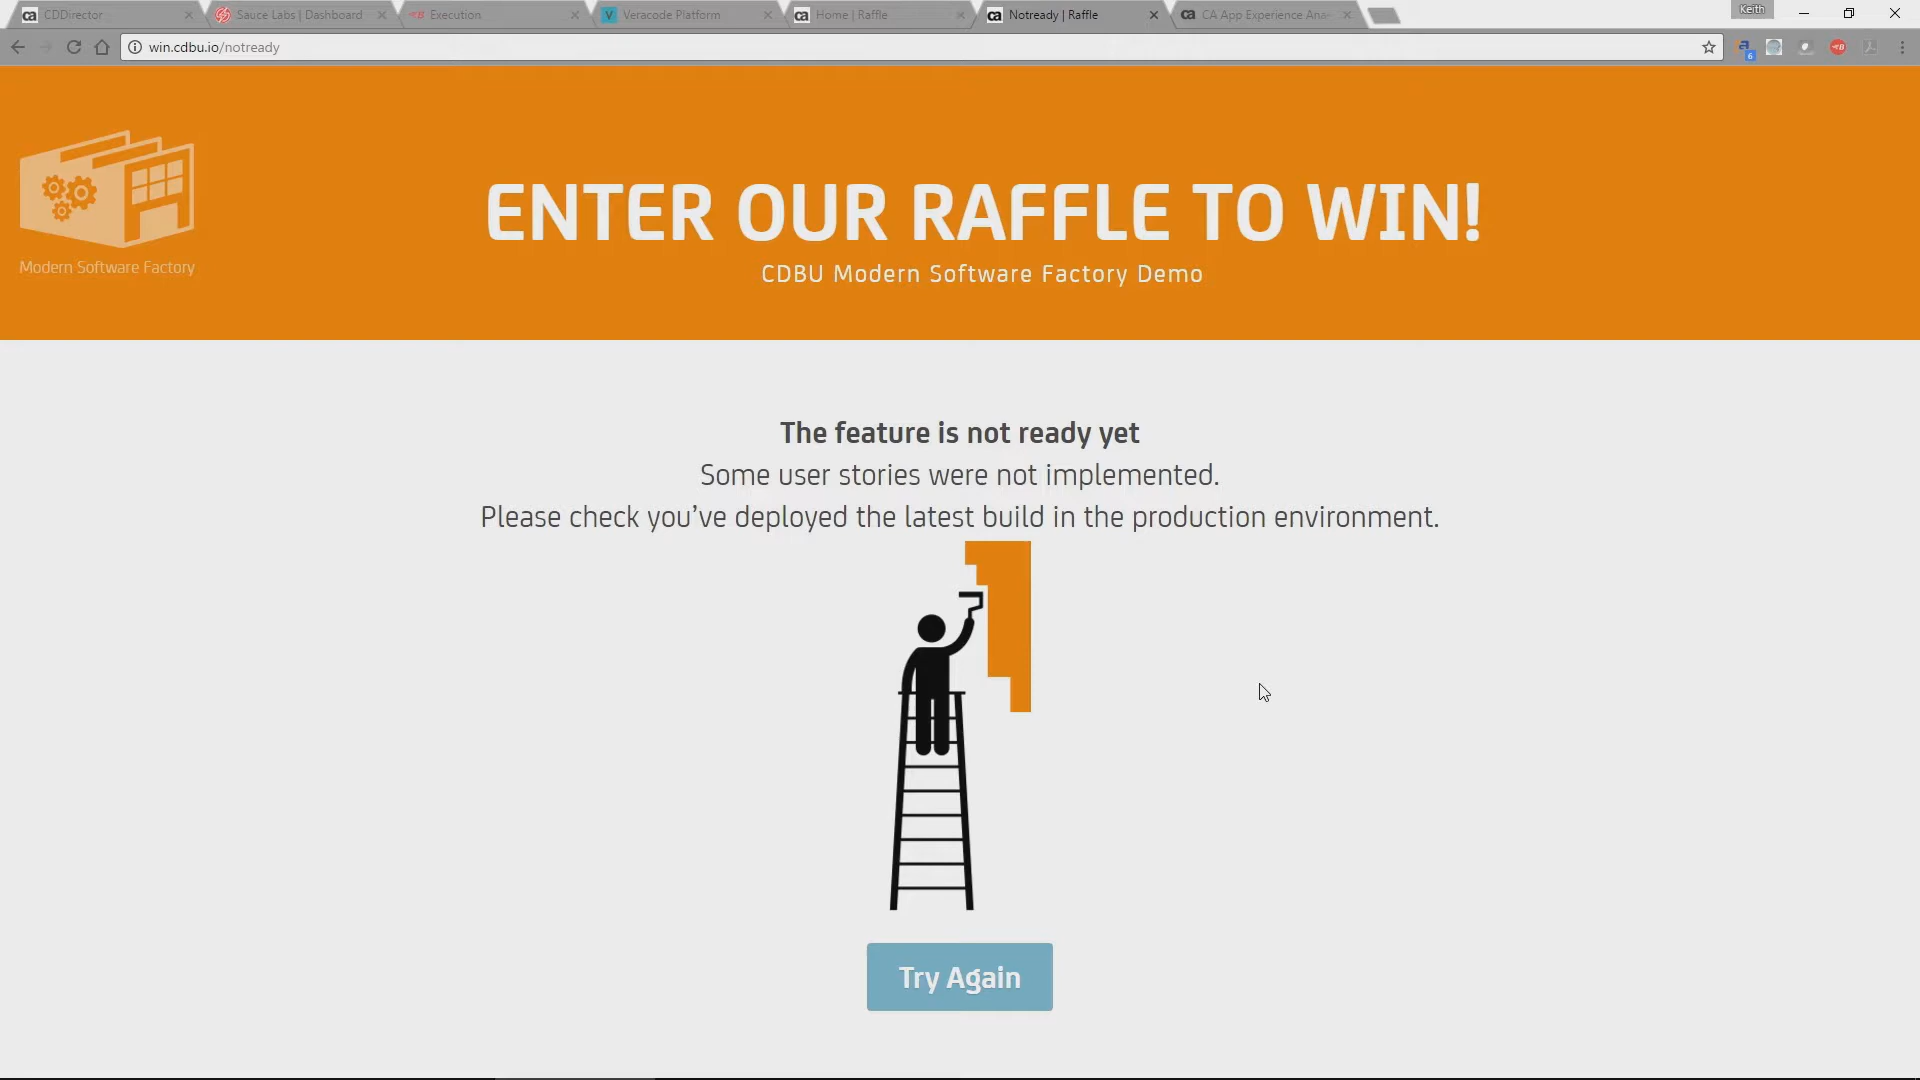 CDDirector
Sauce Labs | Dashboard
Execution
Veracode Platform
Home | Raffle
Notready | Raffle
CA App Experience Ana
Keith
win.cdbu.io/notready
6
ENTER OUR RAFFLE TO WIN!
CDBU Modern Software Factory Demo
Modern Software Factory
The feature is not ready yet
Some user stories were not implemented.
Please check you’ve deployed the latest build in the production environment.
Try Again